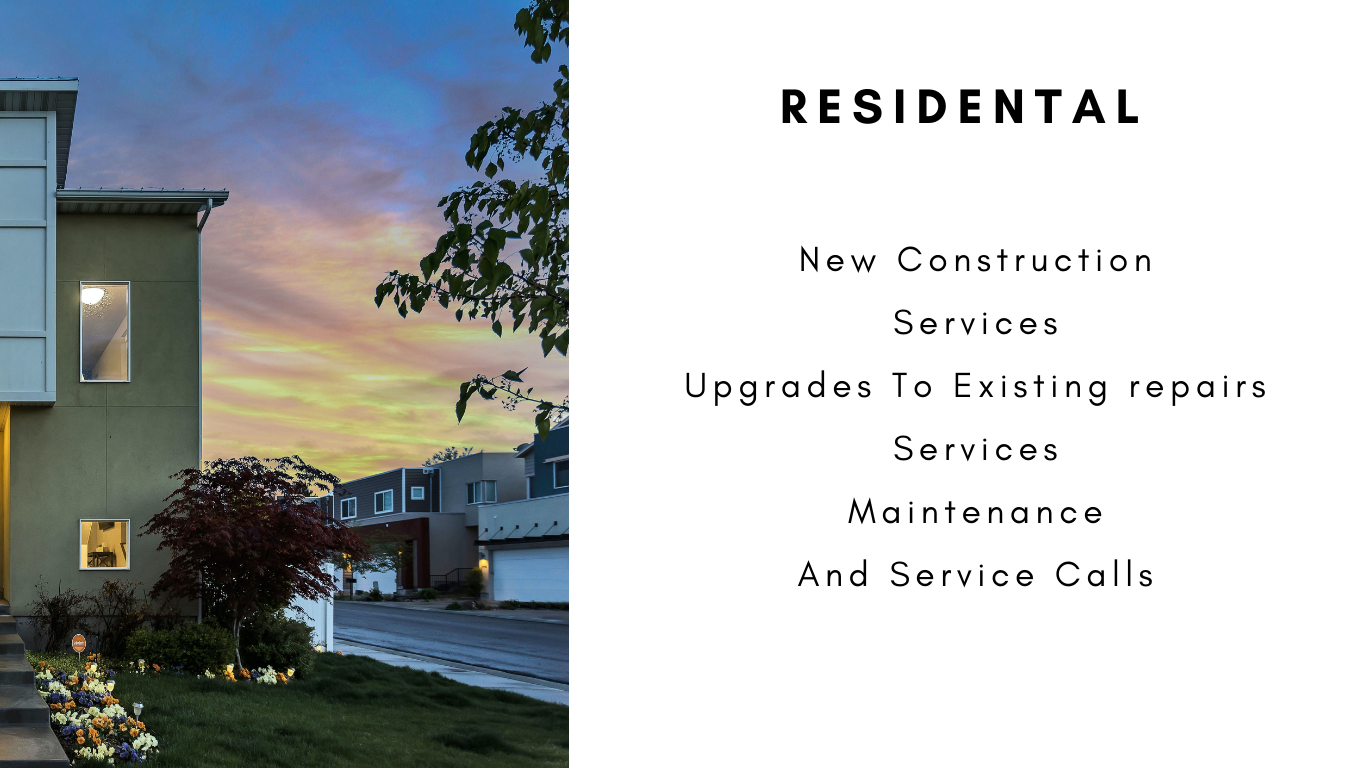 RESIDENTAL
New Construction
Services
Upgrades To Existing repairs
Services
Maintenance
And Service Calls